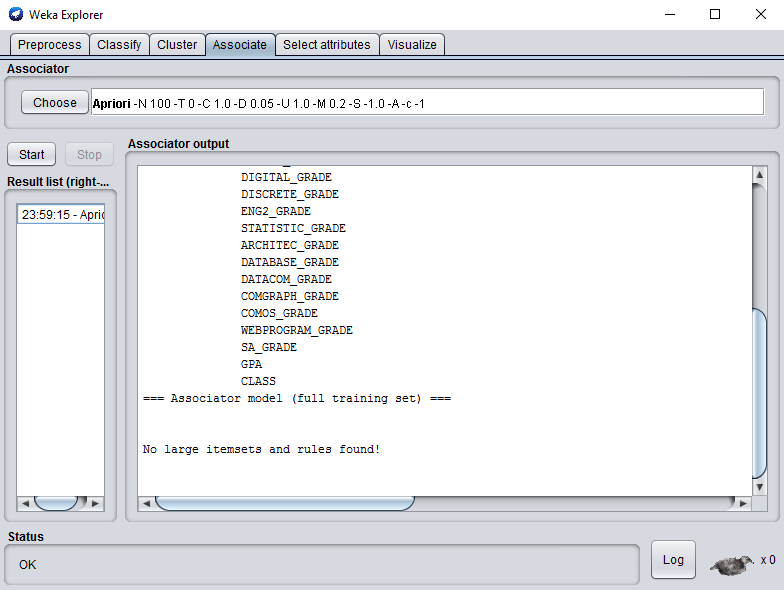 Weka Explorer
Preprocess Classify Cluster Associate Select attributes Visualize
Associator
Choose Apriori -N 100 -T 0 -C 1.0 -D 0.05 -U 1.0 -M 0.2 -S -1.0 -A -c -1
Start Stop
Result list (right-...
23:59:15 - Aprio
Associator output
DIGITAL_GRADE
DISCRETE_GRADE
ENG2_GRADE
STATISTIC_GRADE
ARCHITEC_GRADE
DATABASE_GRADE
DATACOM_GRADE
COMGRAPH_GRADE
COMOS_GRADE
WEBPROGRAM_GRADE
SA_GRADE
GPA
CLASS
=== Associator model (full training set) ===
No large itemsets and rules found!
Status
OK
Log
x 0